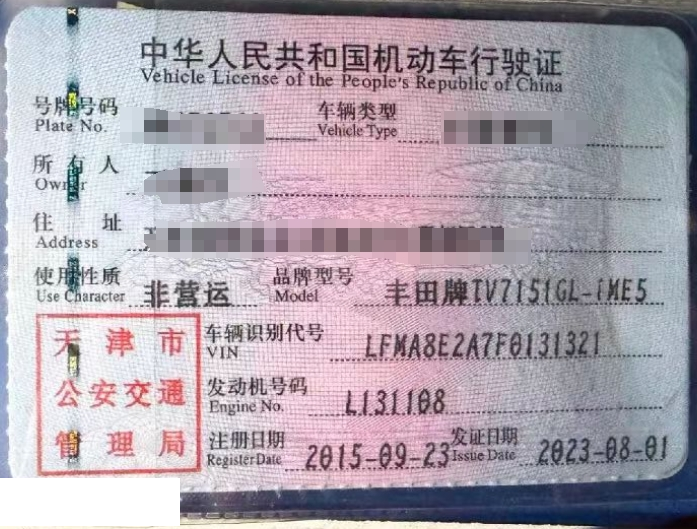 中华人民共和国机动车行驶证
Vehicle License of the People's Republic of China
号牌号码 车辆类型
Plate No. Vehicle Type
所有人
Owner
住址
Address
使用性质 非营运 品牌型号 丰田牌TV7151GL-iME5
Use Character Model
天津市
公安交通
管理局
车辆识别代号 LFMA8E2A7F0131321
VIN
发动机号码 L131108
Engine No.
注册日期 2015-09-23 发证日期 2023-08-01
Register Date Issue Date